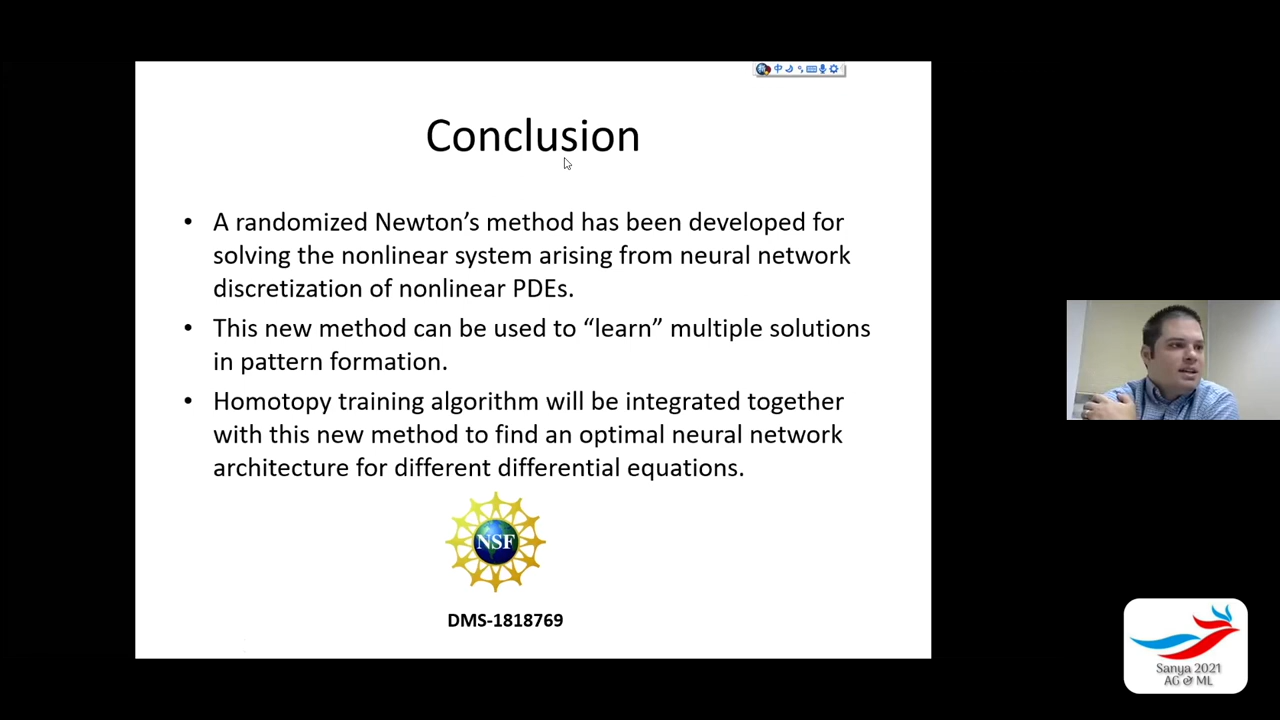 中
Conclusion
• A randomized Newton’s method has been developed for
solving the nonlinear system arising from neural network
discretization of nonlinear PDEs.
• This new method can be used to “learn” multiple solutions
in pattern formation.
• Homotopy training algorithm will be integrated together
with this new method to find an optimal neural network
architecture for different differential equations.
NSF
DMS-1818769
Sanya 2021
AG & ML